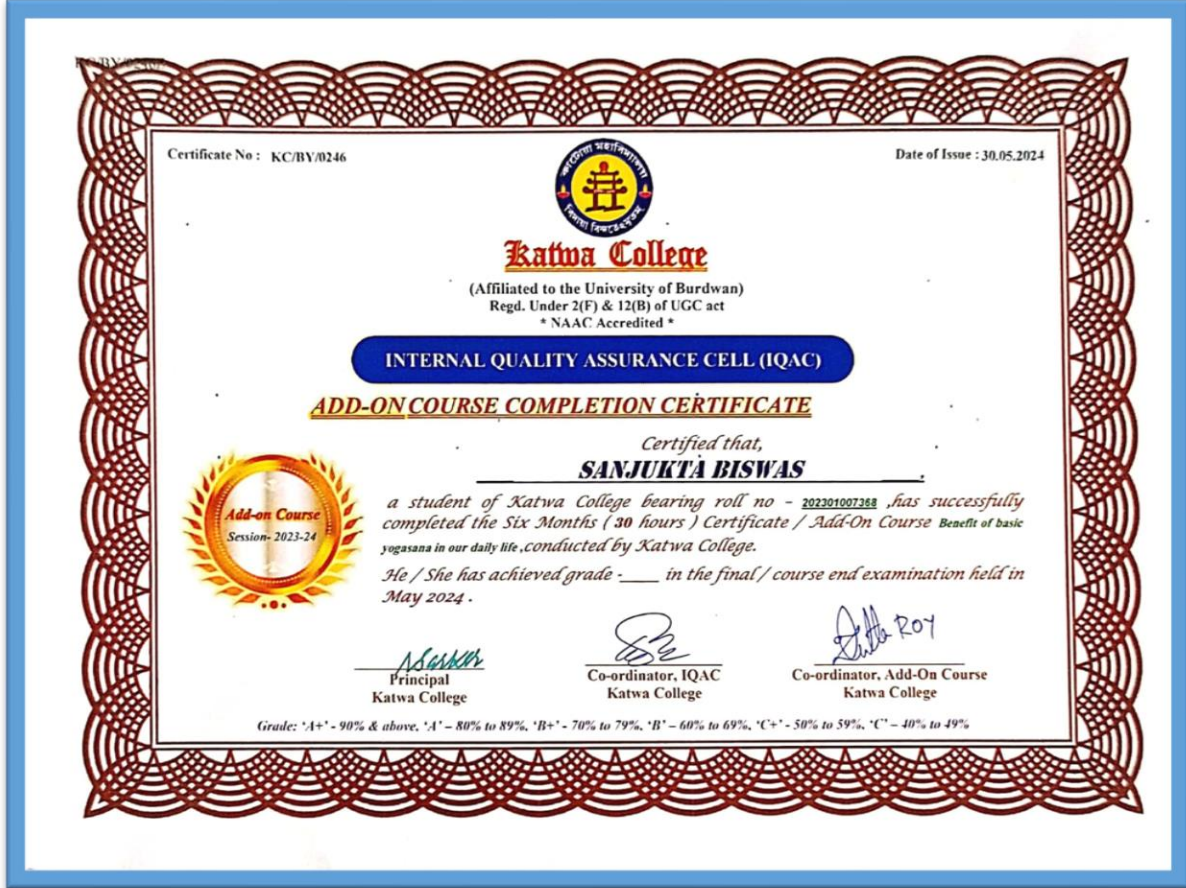 Certificate No : KC/BY/0246
Date of Issue : 30.05.2024
কাটোয়া মহাবিদ্যালয়
Katwa College
(Affiliated to the University of Burdwan)
Regd. Under 2(F) & 12(B) of UGC act
* NAAC Accredited *
INTERNAL QUALITY ASSURANCE CELL (IQAC)
ADD-ON COURSE COMPLETION CERTIFICATE
Certified that,
SANJUKTA BISWAS
Add-on Course
Session- 2023-24
a student of Katwa College bearing roll no - 202301007368 ,has successfully
completed the Six Months ( 30 hours ) Certificate / Add-On Course Benefit of basic
yogasana in our daily life ,conducted by Katwa College.
He / She has achieved grade -____ in the final / course end examination held in
May 2024 .
ROY
Principal
Katwa College
Co-ordinator, IQAC
Katwa College
Co-ordinator, Add-On Course
Katwa College
Grade: 'A+' - 90% & above, 'A' – 80% to 89%, 'B+' - 70% to 79%, 'B' – 60% to 69%, 'C+' - 50% to 59%, 'C' – 40% to 49%